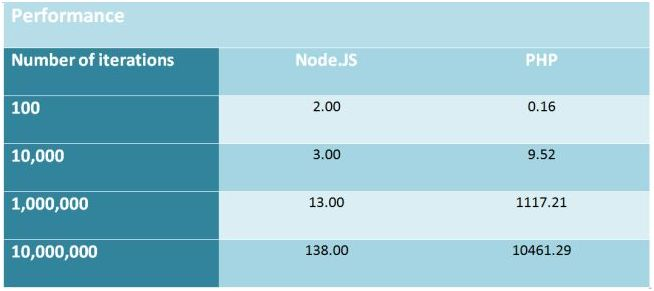 Performance
Number of iterations Node.JS PHP
100 2.00 0.16
10,000 3.00 9.52
1,000,000 13.00 1117.21
10,000,000 138.00 10461.29